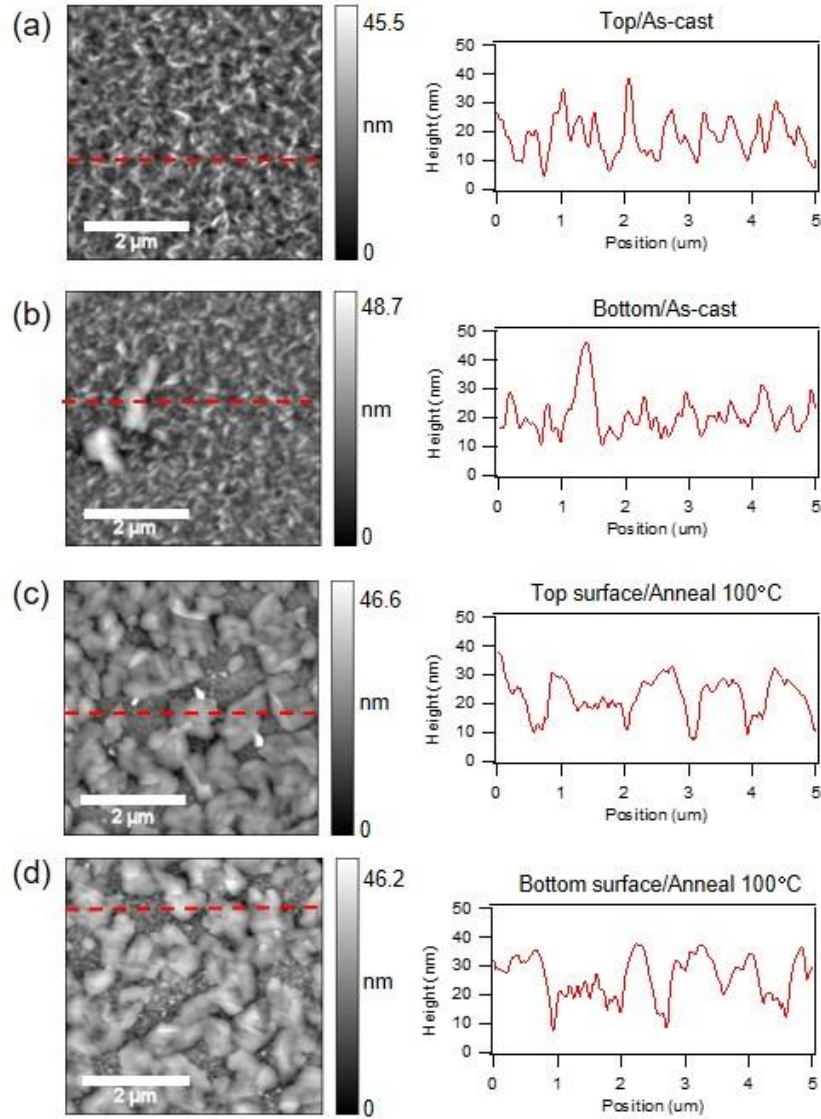 (a)
45.5
nm
0
2 µm
Top/As-cast
Height (nm)
50
40
30
20
10
0
0 1 2 3 4 5
Position (um)
(b)
48.7
nm
0
2 µm
Bottom/As-cast
Height (nm)
50
40
30
20
10
0
0 1 2 3 4 5
Position (um)
(c)
46.6
nm
0
2 µm
Top surface/Anneal 100°C
Height (nm)
50
40
30
20
10
0
0 1 2 3 4 5
Position (um)
(d)
46.2
nm
0
2 µm
Bottom surface/Anneal 100°C
Height (nm)
50
40
30
20
10
0
0 1 2 3 4 5
Position (um)